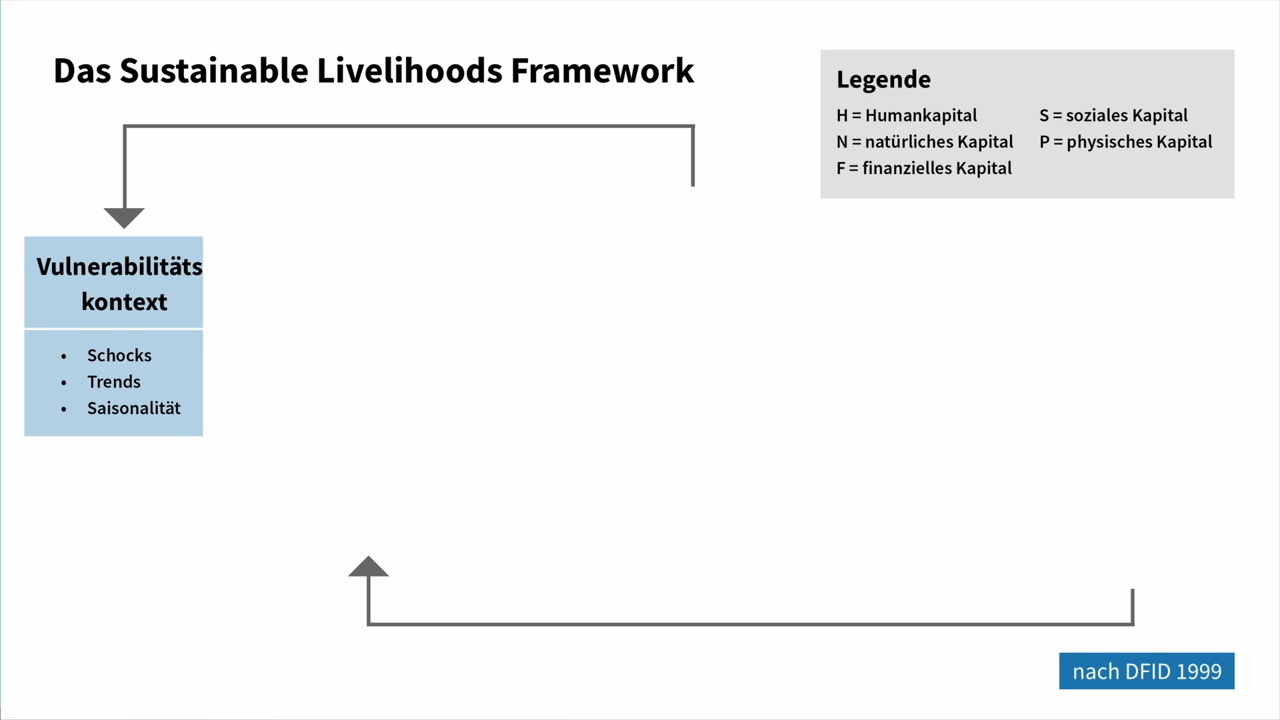 Das Sustainable Livelihoods Framework
Legende
H = Humankapital
S = soziales Kapital
N = natürliches Kapital
P = physisches Kapital
F = finanzielles Kapital
Vulnerabilitäts
kontext
• Schocks
• Trends
• Saisonalität
nach DFID 1999